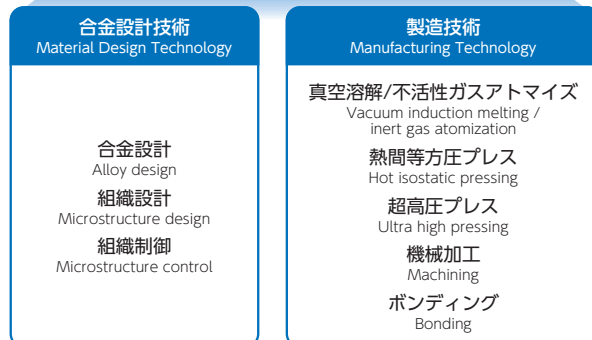 合金設計技術
Material Design Technology
合金設計
Alloy design
組織設計
Microstructure design
組織制御
Microstructure control
製造技術
Manufacturing Technology
真空溶解/不活性ガスアトマイズ
Vacuum induction melting /
inert gas atomization
熱間等方圧プレス
Hot isostatic pressing
超高圧プレス
Ultra high pressing
機械加工
Machining
ボンディング
Bonding